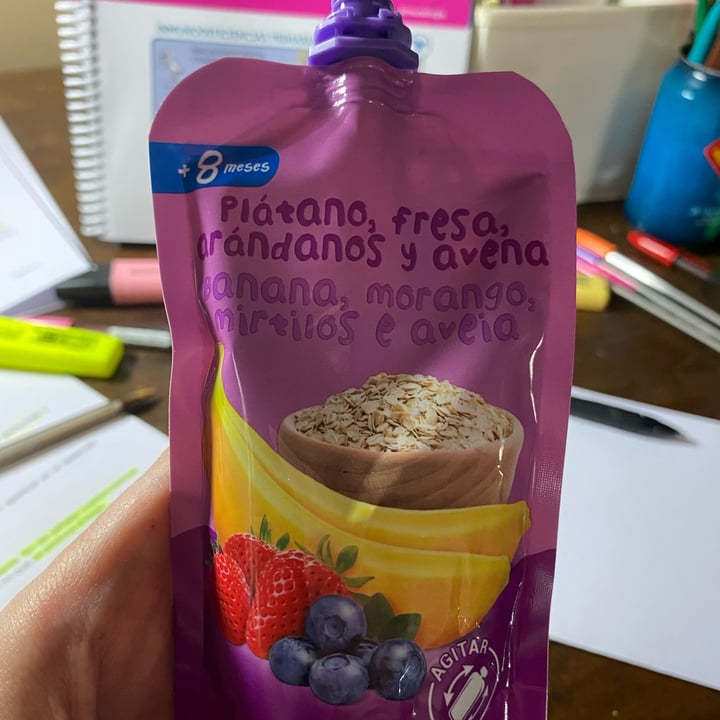 +8 meses
Plátano, fresa,
arándanos y avena
banana, morango,
mirtilos e aveia
AGITAR